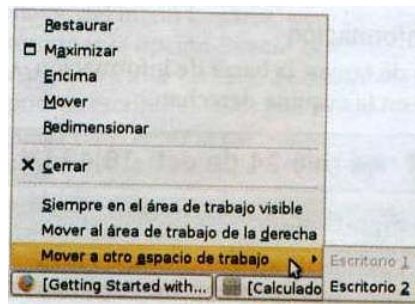 Restaurar
Maximizar
Encima
Mover
Redimensionar
Cerrar
Siempre en el área de trabajo visible
Mover al área de trabajo de la derecha
Mover a otro espacio de trabajo
Escritorio 1
Escritorio 2
[Getting Started with... [Calculado